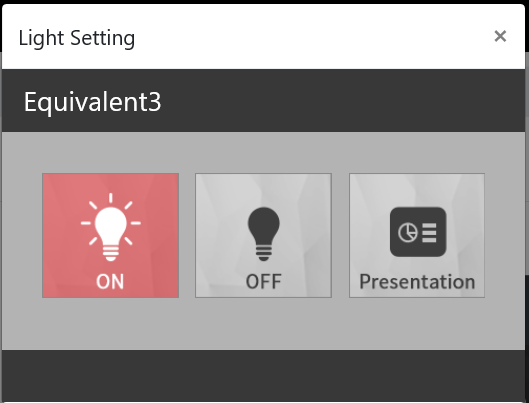 Light Setting ×
Equivalent3
ON OFF Presentation